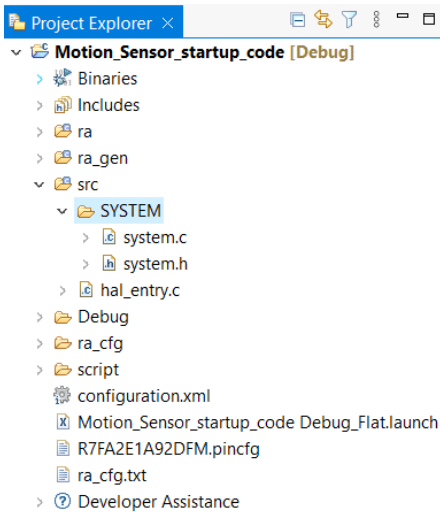 Project Explorer
Motion_Sensor_startup_code [Debug]
Binaries
Includes
ra
ra_gen
src
SYSTEM
system.c
system.h
hal_entry.c
Debug
ra_cfg
script
configuration.xml
Motion_Sensor_startup_code Debug_Flat.launch
R7FA2E1A92DFM.pincfg
ra_cfg.txt
Developer Assistance